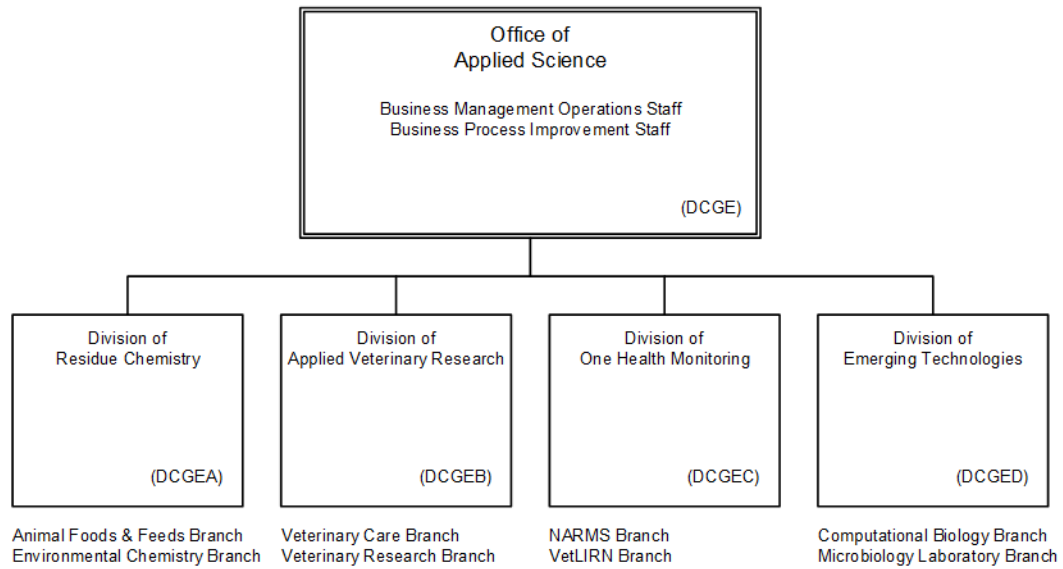 Office of
Applied Science
Business Management Operations Staff
Business Process Improvement Staff
(DCGE)
Division of
Residue Chemistry
(DCGEA)
Animal Foods & Feeds Branch
Environmental Chemistry Branch
Division of
Applied Veterinary Research
(DCGEB)
Veterinary Care Branch
Veterinary Research Branch
Division of
One Health Monitoring
(DCGEC)
NARMS Branch
VetLIRN Branch
Division of
Emerging Technologies
(DCGED)
Computational Biology Branch
Microbiology Laboratory Branch